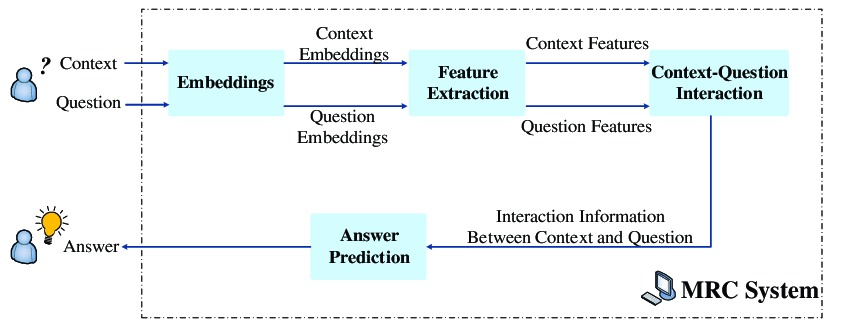 ?
Context
Question
Embeddings
Context
Embeddings
Question
Embeddings
Feature
Extraction
Context Features
Question Features
Context-Question
Interaction
Interaction Information
Between Context and Question
Answer
Prediction
Answer
MRC System